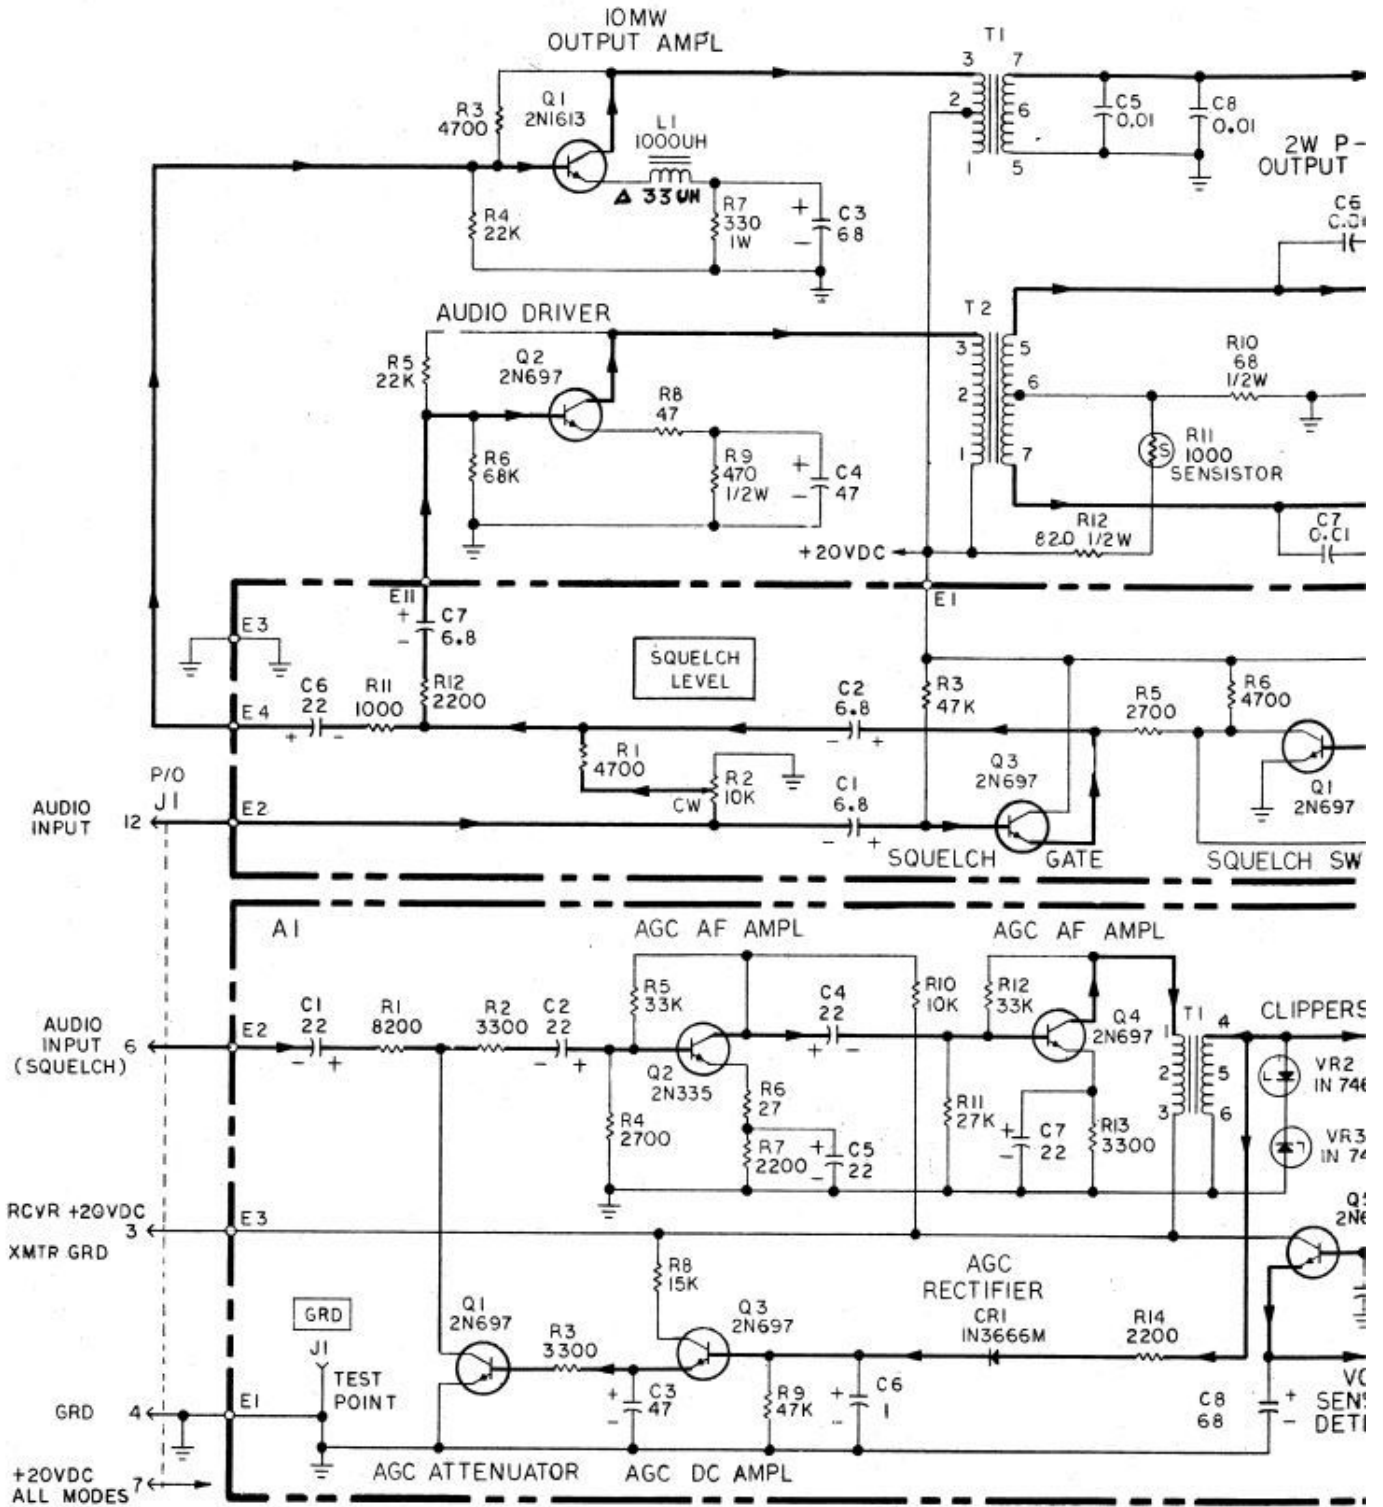 10MW
OUTPUT AMPL
T1
3 7
Q1
2N1613
R3
4700
L1
1000UH
2
6
C5
0.01
C8
0.01
2W P-
OUTPUT
1 5
Δ 33UH
R4
22K
R7
330
1W
+
-
C3
68
C6
AUDIO DRIVER
T2
3 5
R5
22K
Q2
2N697
R8
47
R10
68
1/2W
2 6
R6
68K
R9
470
1/2W
+
-
C4
47
1 7
S
R11
1000
SENSISTOR
R12
820 1/2W
C7
0.01
+20VDC
E11
E1
+
-
C7
6.8
E3
SQUELCH
LEVEL
C6
22
R11
1000
R12
2200
C2
6.8
R3
47K
R5
2700
R6
4700
E4
+ -
- +
R1
4700
R2
10K
CW
Q3
2N697
Q1
2N697
P/O
J1
AUDIO
INPUT 12
E2
C1
6.8
- +
SQUELCH GATE
SQUELCH SW
A1
AGC AF AMPL
AGC AF AMPL
R5
33K
C4
22
R10
10K
R12
33K
CLIPPERS
AUDIO
INPUT 6
(SQUELCH)
E2
C1
22
- +
R1
8200
R2
3300
C2
22
- +
+ -
Q4
2N697
T1
1 4
2 5
3 6
VR2
IN 746
Q2
2N335
R6
27
R4
2700
R7
2200
+
-
C5
22
R11
27K
+
-
C7
22
R13
3300
VR3
IN 74
RCVR +20VDC
3
E3
XMTR GRD
Q5
2N6
R8
15K
AGC
RECTIFIER
CR1
IN3666M
R14
2200
GRD
J1
TEST
POINT
Q1
2N697
R3
3300
Q3
2N697
+
-
C3
47
R9
47K
+
-
C6
1
C8
68
+
-
GRD 4
E1
AGC ATTENUATOR
AGC DC AMPL
+20VDC
ALL MODES 7